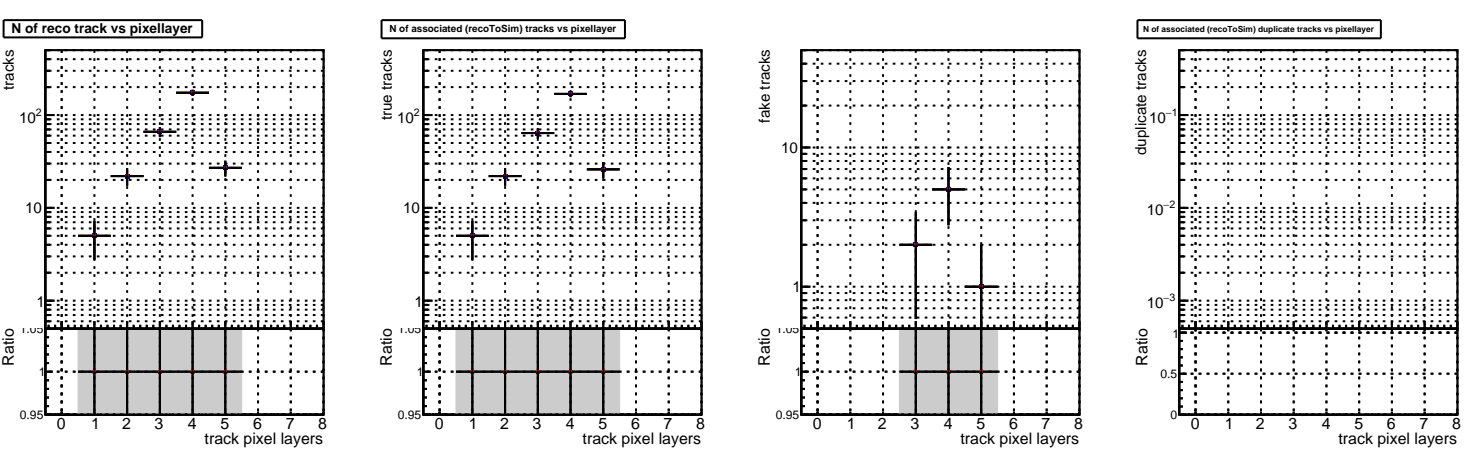 N of reco track vs pixellayer
tracks
10²
10
1
Ratio
1.05
1
0.95
0 1 2 3 4 5 6 7 8
track pixel layers
N of associated (recoToSim) tracks vs pixellayer
true tracks
10²
10
1
Ratio
1.05
1
0.95
0 1 2 3 4 5 6 7 8
track pixel layers
fake tracks
10
1
Ratio
1.05
1
0.95
0 1 2 3 4 5 6 7 8
track pixel layers
N of associated (recoToSim) duplicate tracks vs pixellayer
duplicate tracks
10⁻¹
10⁻²
10⁻³
Ratio
1
0.5
0
0 1 2 3 4 5 6 7 8
track pixel layers